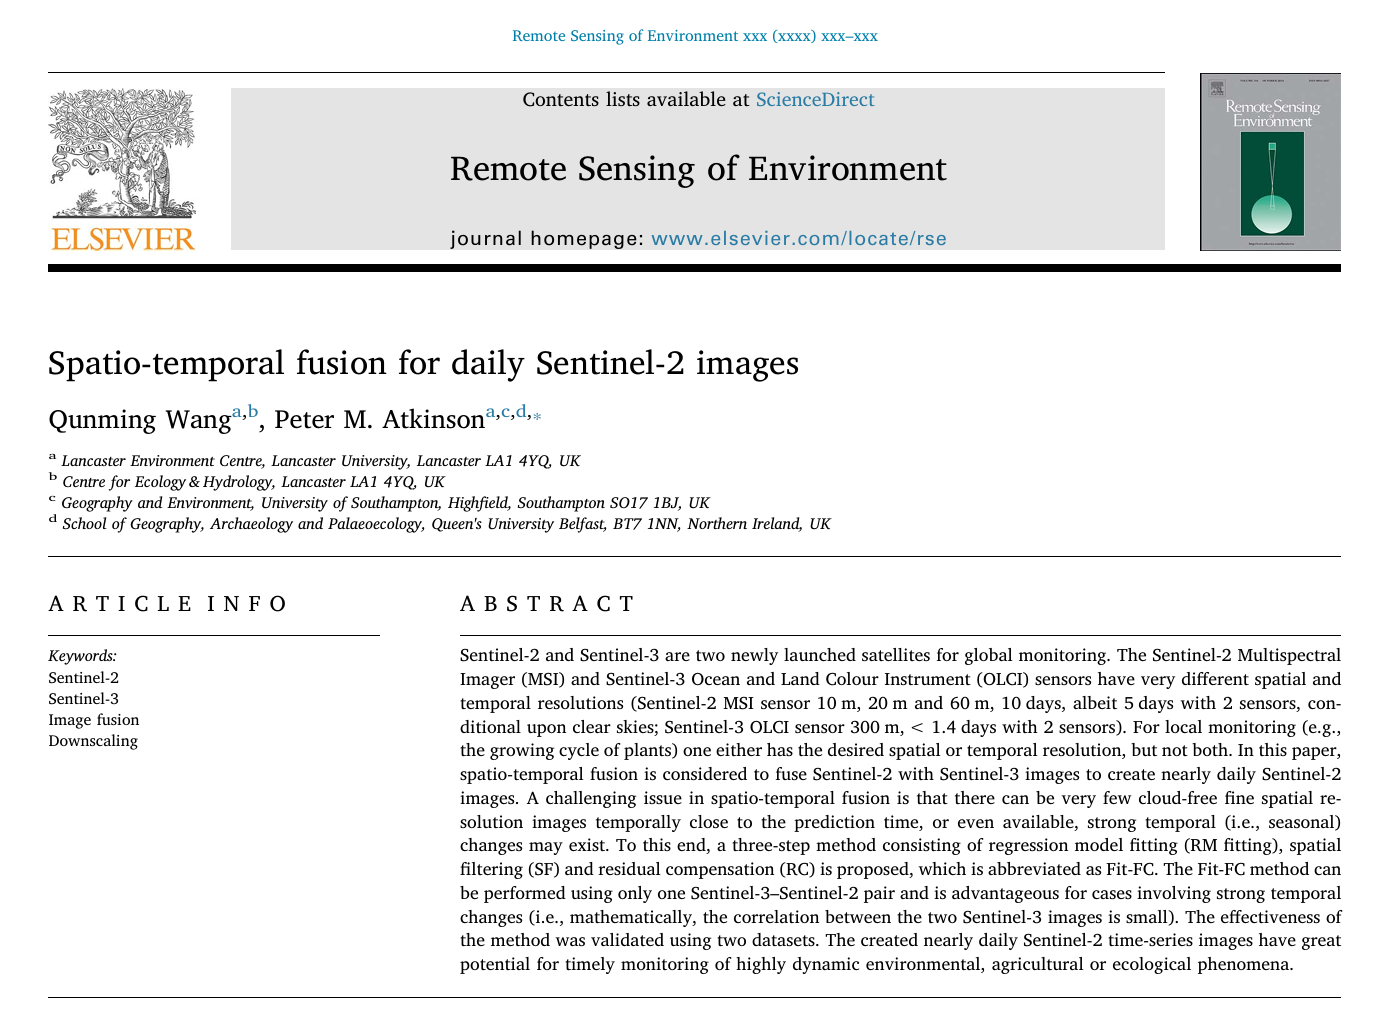 Remote Sensing of Environment xxx (xxxx) xxx–xxx
Contents lists available at ScienceDirect
Remote Sensing of Environment
journal homepage: www.elsevier.com/locate/rse
NON SOLUS
ELSEVIER
Remote Sensing
of
Environment
Spatio-temporal fusion for daily Sentinel-2 images
Qunming Wang a,b, Peter M. Atkinson a,c,d,*
a Lancaster Environment Centre, Lancaster University, Lancaster LA1 4YQ, UK
b Centre for Ecology & Hydrology, Lancaster LA1 4YQ, UK
c Geography and Environment, University of Southampton, Highfield, Southampton SO17 1BJ, UK
d School of Geography, Archaeology and Palaeoecology, Queen's University Belfast, BT7 1NN, Northern Ireland, UK
ARTICLE INFO
Keywords:
Sentinel-2
Sentinel-3
Image fusion
Downscaling
ABSTRACT
Sentinel-2 and Sentinel-3 are two newly launched satellites for global monitoring. The Sentinel-2 Multispectral
Imager (MSI) and Sentinel-3 Ocean and Land Colour Instrument (OLCI) sensors have very different spatial and
temporal resolutions (Sentinel-2 MSI sensor 10 m, 20 m and 60 m, 10 days, albeit 5 days with 2 sensors, con-
ditional upon clear skies; Sentinel-3 OLCI sensor 300 m, < 1.4 days with 2 sensors). For local monitoring (e.g.,
the growing cycle of plants) one either has the desired spatial or temporal resolution, but not both. In this paper,
spatio-temporal fusion is considered to fuse Sentinel-2 with Sentinel-3 images to create nearly daily Sentinel-2
images. A challenging issue in spatio-temporal fusion is that there can be very few cloud-free fine spatial re-
solution images temporally close to the prediction time, or even available, strong temporal (i.e., seasonal)
changes may exist. To this end, a three-step method consisting of regression model fitting (RM fitting), spatial
filtering (SF) and residual compensation (RC) is proposed, which is abbreviated as Fit-FC. The Fit-FC method can
be performed using only one Sentinel-3–Sentinel-2 pair and is advantageous for cases involving strong temporal
changes (i.e., mathematically, the correlation between the two Sentinel-3 images is small). The effectiveness of
the method was validated using two datasets. The created nearly daily Sentinel-2 time-series images have great
potential for timely monitoring of highly dynamic environmental, agricultural or ecological phenomena.